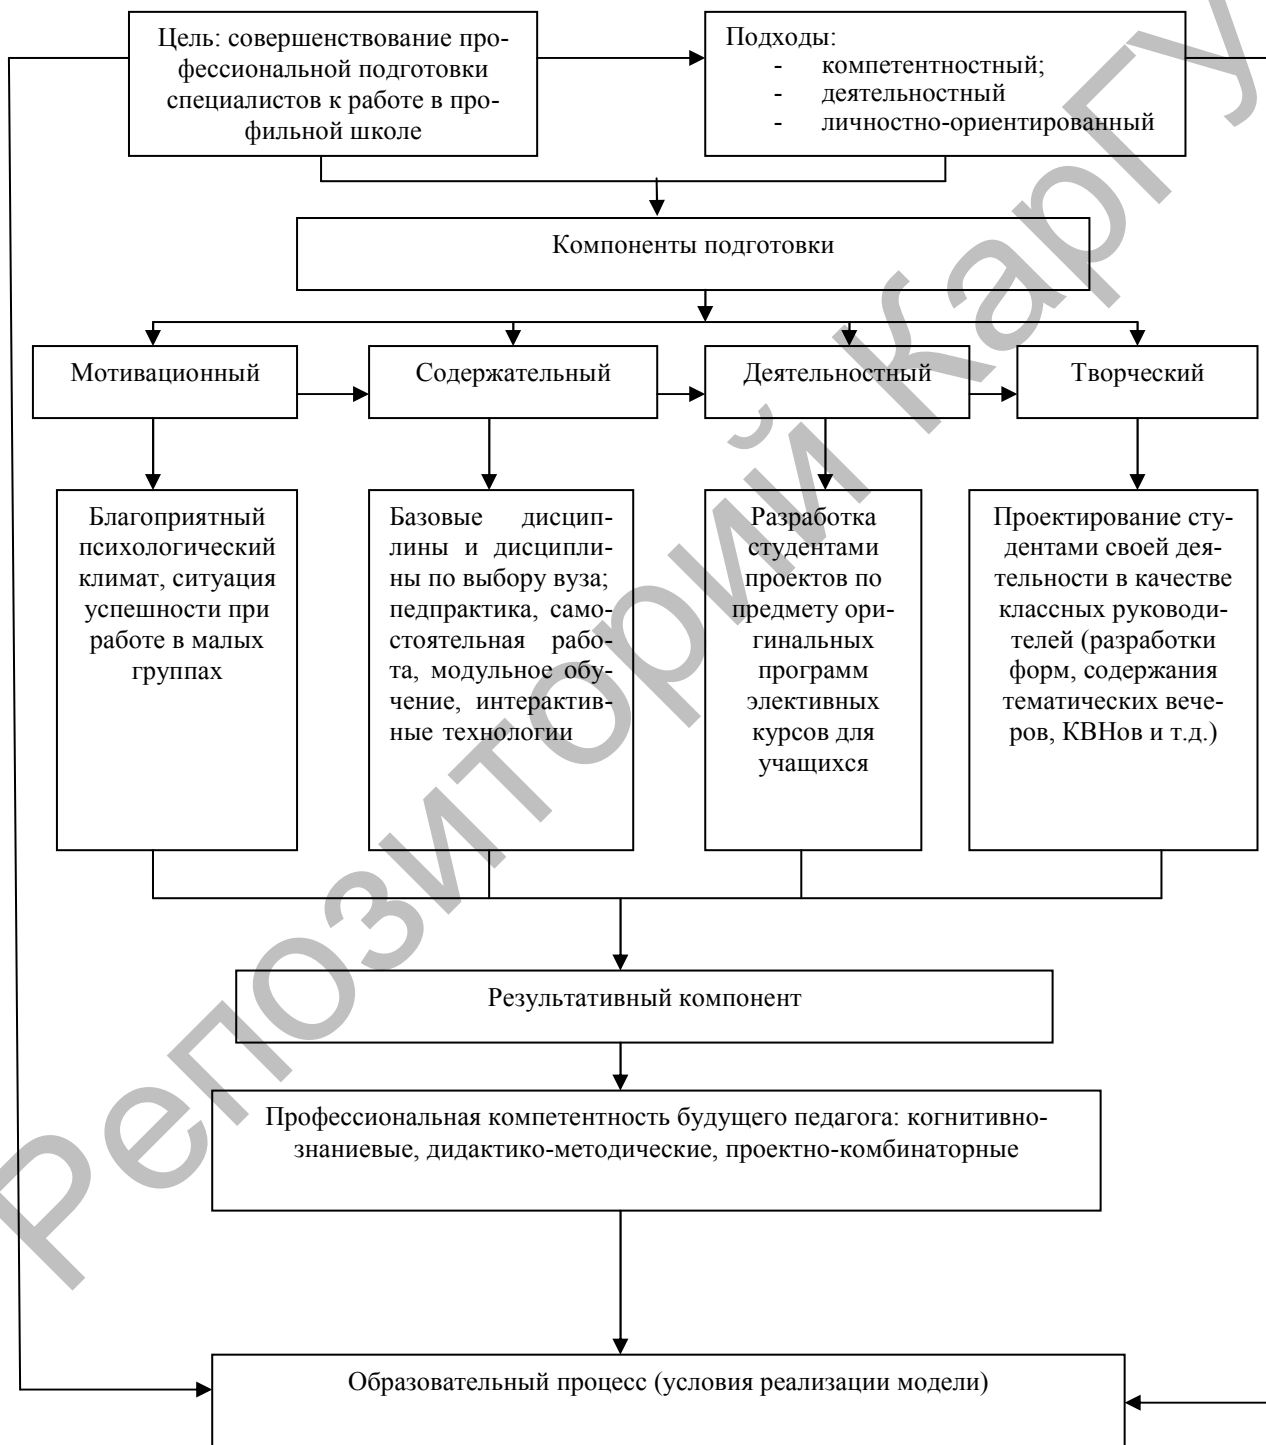 Цель: совершенствование про-
фессиональной подготовки
специалистов к работе в про-
фильной школе
Подходы:
- компетентностный;
- деятельностный
- личностно-ориентированный
Компоненты подготовки
Мотивационный
Содержательный
Деятельностный
Творческий
Благоприятный
психологический
климат, ситуация
успешности при
работе в малых
группах
Базовые дисцип-
лины и дисципли-
ны по выбору вуза;
педпрактика, само-
стоятельная рабо-
та, модульное обу-
чение, интерактив-
ные технологии
Разработка
студентами
проектов по
предмету ори-
гинальных
программ
элективных
курсов для
учащихся
Проектирование сту-
дентами своей дея-
тельности в качестве
классных руководи-
телей (разработки
форм, содержания
тематических вече-
ров, КВНов и т.д.)
Результативный компонент
Профессиональная компетентность будущего педагога: когнитивно-
знаниевые, дидактико-методические, проектно-комбинаторные
Образовательный процесс (условия реализации модели)
Репозиторий КарГУ